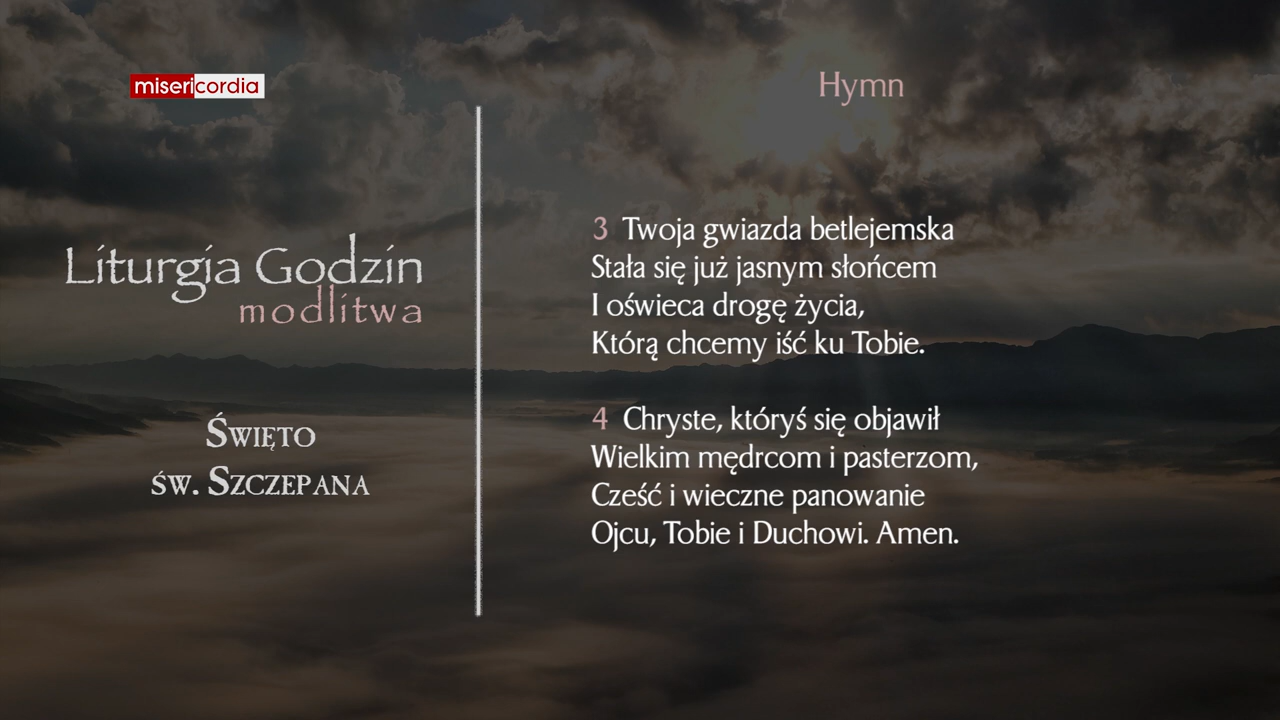 misericordia
Liturgia Godzin
modlitwa
Święto
św. Szczepana
Hymn
3 Twoja gwiazda betlejemska
Stała się już jasnym słońcem
I oświeca drogę życia,
Którą chcemy iść ku Tobie.
4 Chryste, któryś się objawił
Wielkim mędrcom i pasterzom,
Cześć i wieczne panowanie
Ojcu, Tobie i Duchowi. Amen.